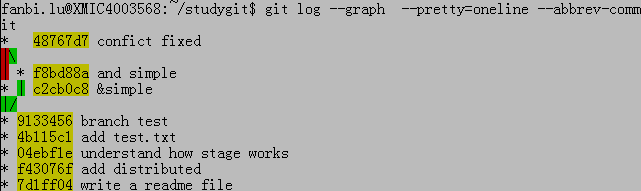 fanbi.lu@XMIC4003568:~/studygit$ git log --graph  --pretty=oneline --abbrev-comm
it
*   48767d7 confict fixed
|\
| * f8bd88a and simple
* | c2cb0c8 &simple
|/
* 9133456 branch test
* 4b115c1 add test.txt
* 04ebf1e understand how stage works
* f43076f add distributed
* 7d1ff04 write a readme file